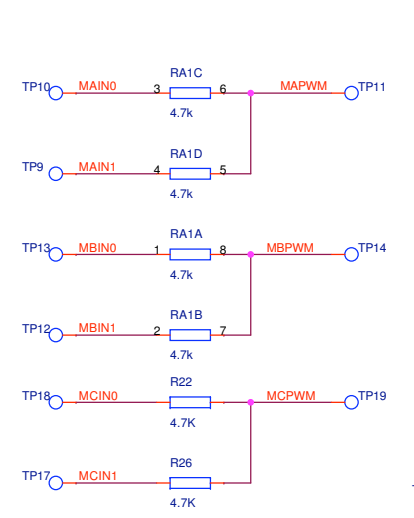 RA1C
TP10 MAIN0 3 6 MAPWM TP11
4.7k
RA1D
TP9 MAIN1 4 5
4.7k
RA1A
TP13 MBIN0 1 8 MBPWM TP14
4.7k
RA1B
TP12 MBIN1 2 7
4.7k
R22
TP18 MCIN0 MCPWM TP19
4.7K
R26
TP17 MCIN1
4.7K